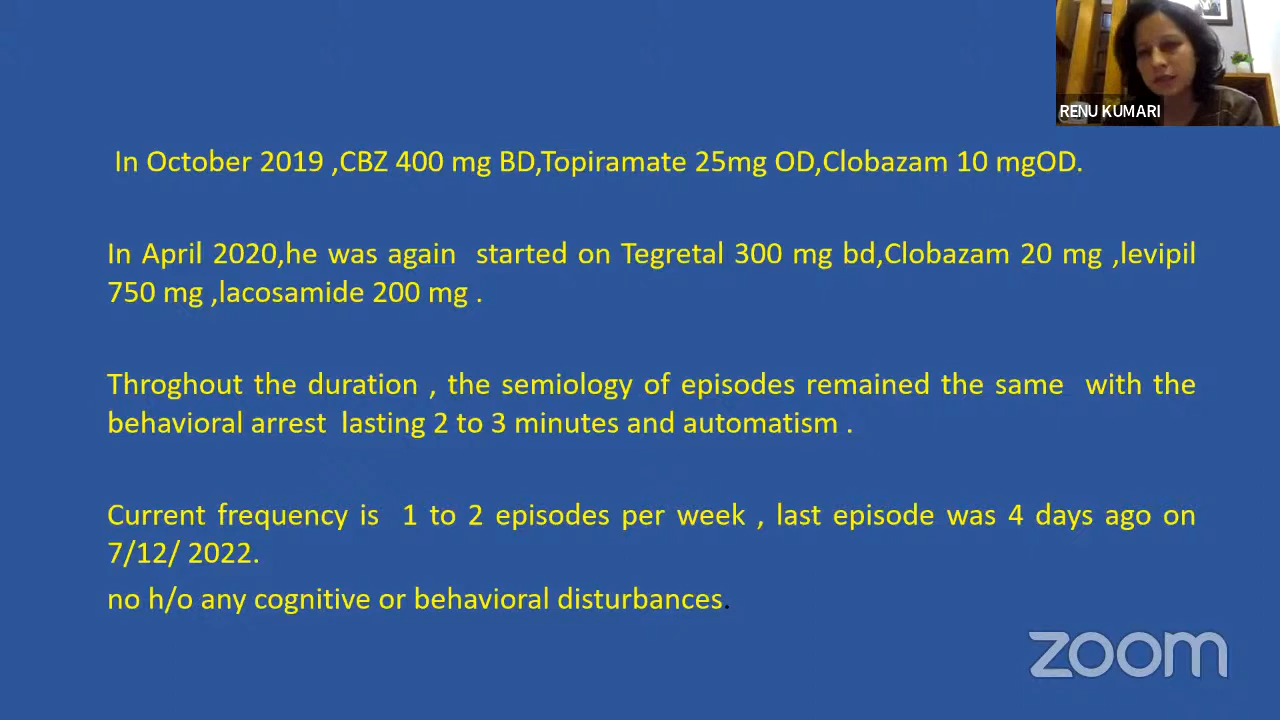 RENU KUMARI
In October 2019 ,CBZ 400 mg BD,Topiramate 25mg OD,Clobazam 10 mgOD.
In April 2020,he was again started on Tegretal 300 mg bd,Clobazam 20 mg ,levipil
750 mg ,lacosamide 200 mg .
Throghout the duration , the semiology of episodes remained the same with the
behavioral arrest lasting 2 to 3 minutes and automatism .
Current frequency is 1 to 2 episodes per week , last episode was 4 days ago on
7/12/ 2022.
no h/o any cognitive or behavioral disturbances.
zoom